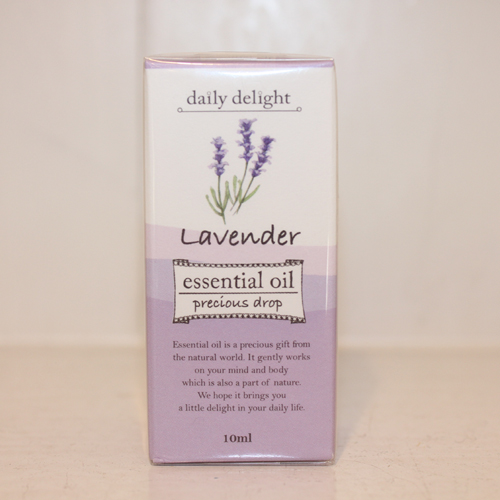 daily delight
Lavender
essential oil
precious drop
Essential oil is a precious gift from
the natural world. It gently works
on your mind and body
which is also a part of nature.
We hope it brings you
a little delight in your daily life.
10ml